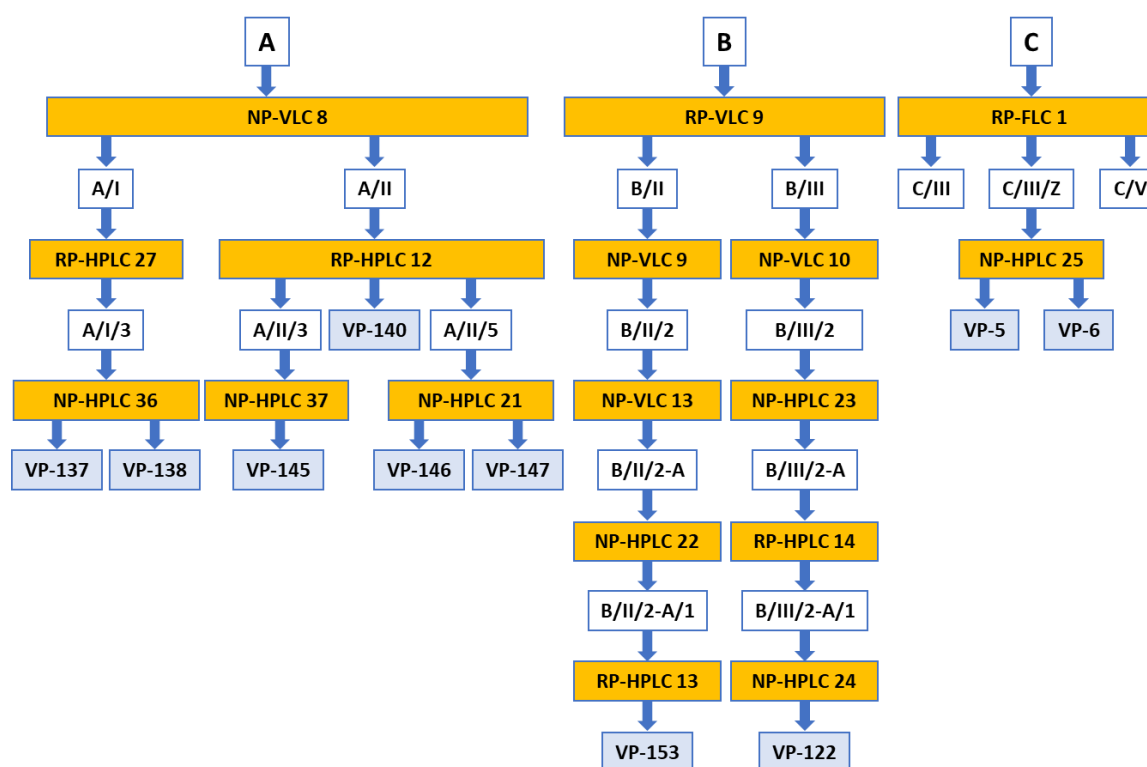 A
B
C
NP-VLC 8
RP-VLC 9
RP-FLC 1
A/I
A/II
B/II
B/III
C/III
C/III/Z
C/V
RP-HPLC 27
RP-HPLC 12
NP-VLC 9
NP-VLC 10
NP-HPLC 25
A/I/3
A/II/3
VP-140
A/II/5
B/II/2
B/III/2
VP-5
VP-6
NP-HPLC 36
NP-HPLC 37
NP-HPLC 21
NP-VLC 13
NP-HPLC 23
VP-137
VP-138
VP-145
VP-146
VP-147
B/II/2-A
B/III/2-A
NP-HPLC 22
RP-HPLC 14
B/II/2-A/1
B/III/2-A/1
RP-HPLC 13
NP-HPLC 24
VP-153
VP-122